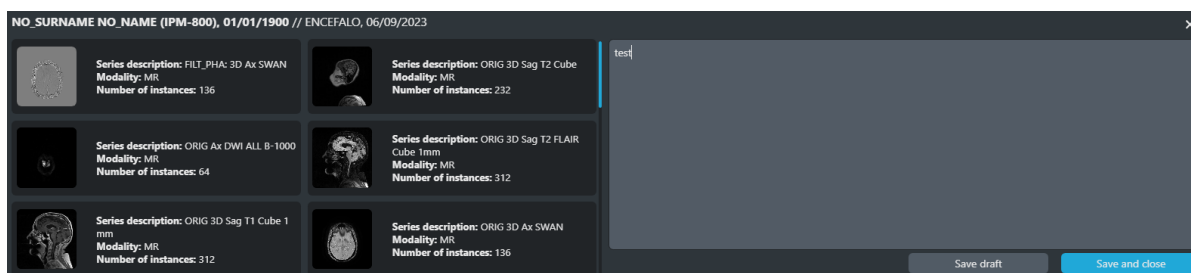 NO_SURNAME NO_NAME (IPM-800), 01/01/1900 // ENCEFALO, 06/09/2023
Series description: FILT_PHA: 3D Ax SWAN
Modality: MR
Number of instances: 136
Series description: ORIG 3D Sag T2 Cube
Modality: MR
Number of instances: 232
Series description: ORIG Ax DWI ALL B-1000
Modality: MR
Number of instances: 64
Series description: ORIG 3D Sag T2 FLAIR
Cube 1mm
Modality: MR
Number of instances: 312
Series description: ORIG 3D Sag T1 Cube 1
mm
Modality: MR
Number of instances: 312
Series description: ORIG 3D Ax SWAN
Modality: MR
Number of instances: 136
test
Save draft
Save and close